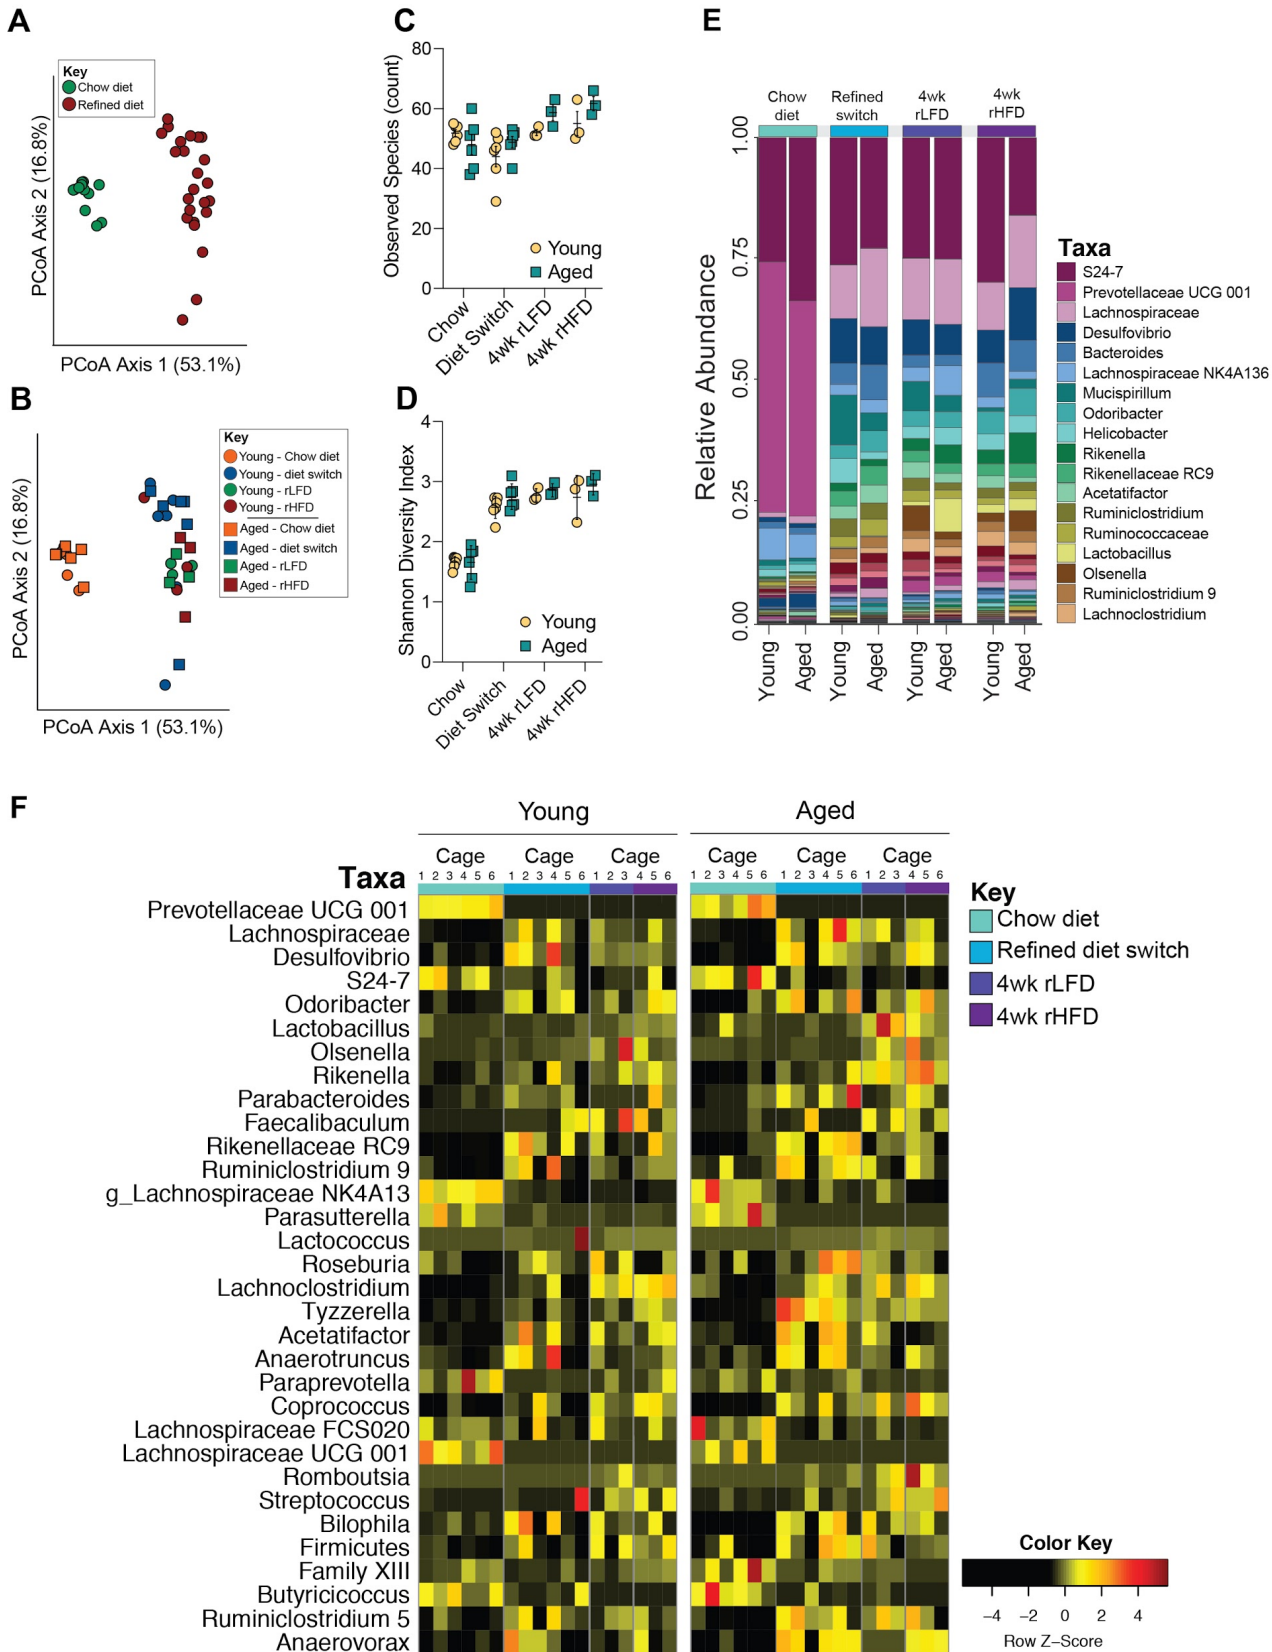 A
Key
Chow diet
Refined diet
PCoA Axis 2 (16.8%)
PCoA Axis 1 (53.1%)
B
Key
Young - Chow diet
Young - diet switch
Young - rLFD
Young - rHFD
Aged - Chow diet
Aged - diet switch
Aged - rLFD
Aged - rHFD
PCoA Axis 2 (16.8%)
PCoA Axis 1 (53.1%)
C
Observed Species (count)
80
60
40
20
0
Young
Aged
Chow
Diet Switch
4wk rLFD
4wk rHFD
D
Shannon Diversity Index
4
3
2
1
0
Young
Aged
Chow
Diet Switch
4wk rLFD
4wk rHFD
E
Chow diet
Refined switch
4wk rLFD
4wk rHFD
Relative Abundance
1.00
0.75
0.50
0.25
0.00
Young
Aged
Young
Aged
Young
Aged
Young
Aged
Taxa
S24-7
Prevotellaceae UCG 001
Lachnospiraceae
Desulfovibrio
Bacteroides
Lachnospiraceae NK4A136
Mucispirillum
Odoribacter
Helicobacter
Rikenella
Rikenellaceae RC9
Acetatifactor
Ruminiclostridium
Ruminococcaceae
Lactobacillus
Olsenella
Ruminiclostridium 9
Lachnoclostridium
F
Young
Aged
Cage Cage Cage Cage Cage Cage
Taxa
1 2 3 4 5 6 1 2 3 4 5 6 1 2 3 4 5 6 1 2 3 4 5 6 1 2 3 4 5 6 1 2 3 4 5 6
Prevotellaceae UCG 001
Lachnospiraceae
Desulfovibrio
S24-7
Odoribacter
Lactobacillus
Olsenella
Rikenella
Parabacteroides
Faecalibaculum
Rikenellaceae RC9
Ruminiclostridium 9
g_Lachnospiraceae NK4A13
Parasutterella
Lactococcus
Roseburia
Lachnoclostridium
Tyzzerella
Acetatifactor
Anaerotruncus
Paraprevotella
Coprococcus
Lachnospiraceae FCS020
Lachnospiraceae UCG 001
Romboutsia
Streptococcus
Bilophila
Firmicutes
Family XIII
Butyricicoccus
Ruminiclostridium 5
Anaerovorax
Key
Chow diet
Refined diet switch
4wk rLFD
4wk rHFD
Color Key
−4 −2 0 2 4
Row Z−Score